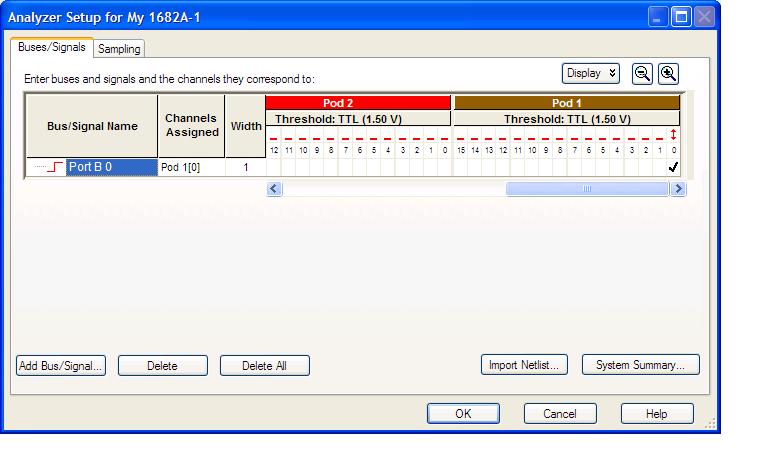 Analyzer Setup for My 1682A-1
Buses/Signals Sampling
Enter buses and signals and the channels they correspond to:
Display
Bus/Signal Name
Channels Assigned
Width
Pod 2
Pod 1
Threshold: TTL (1.50 V)
Threshold: TTL (1.50 V)
12 11 10 9 8 7 6 5 4 3 2 1 0
15 14 13 12 11 10 9 8 7 6 5 4 3 2 1 0
Port B 0 Pod 1[0] 1
Add Bus/Signal... Delete Delete All Import Netlist... System Summary...
OK Cancel Help